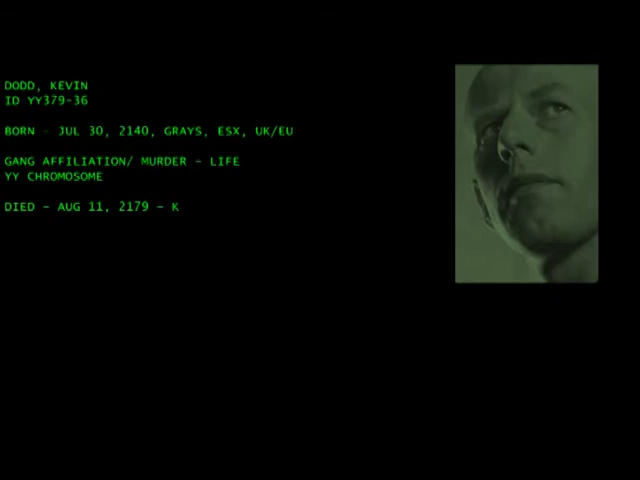 DODD, KEVIN
ID YY379-36
BORN - JUL 30, 2140, GRAYS, ESX, UK/EU
GANG AFFILIATION/ MURDER - LIFE
YY CHROMOSOME
DIED - AUG 11, 2179 - K